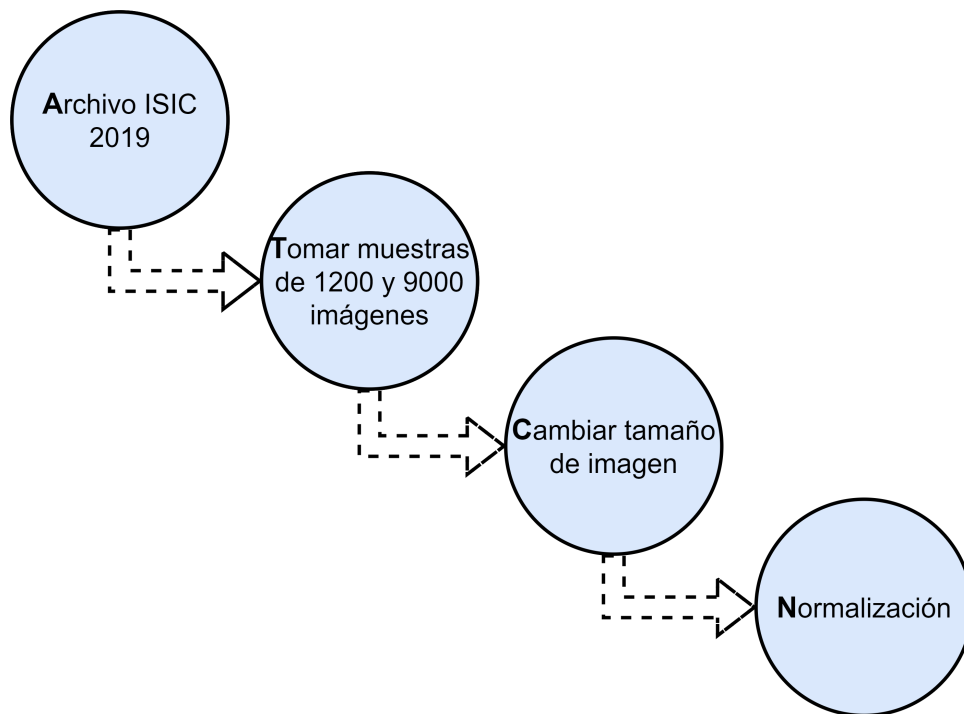 Archivo ISIC
2019
Tomar muestras
de 1200 y 9000
imágenes
Cambiar tamaño
de imagen
Normalización